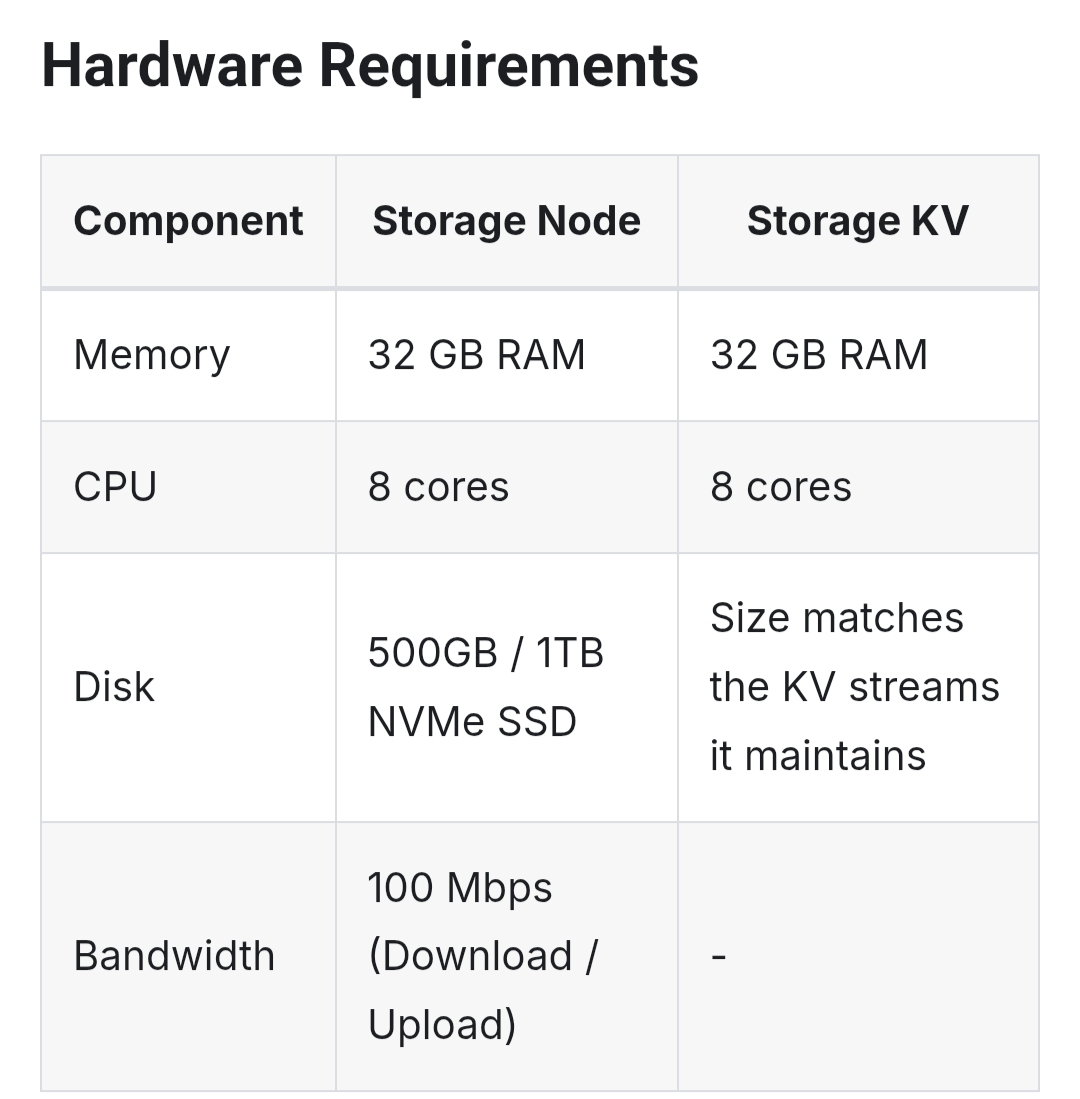 Hardware Requirements
Component Storage Node Storage KV
Memory 32 GB RAM 32 GB RAM
CPU 8 cores 8 cores
Disk
500GB / 1TB
NVMe SSD
Size matches
the KV streams
it maintains
Bandwidth
100 Mbps
(Download /
Upload)
-